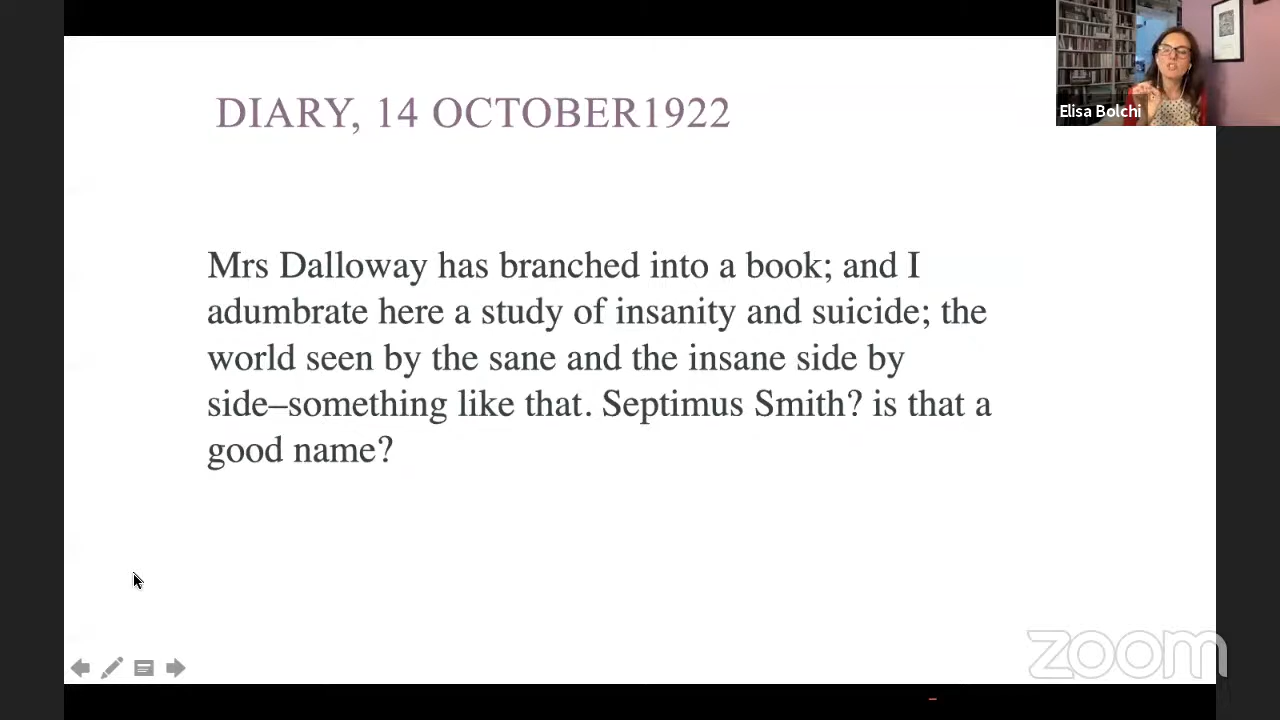 DIARY, 14 OCTOBER1922
Elisa Bolchi
Mrs Dalloway has branched into a book; and I
adumbrate here a study of insanity and suicide; the
world seen by the sane and the insane side by
side–something like that. Septimus Smith? is that a
good name?
zoom